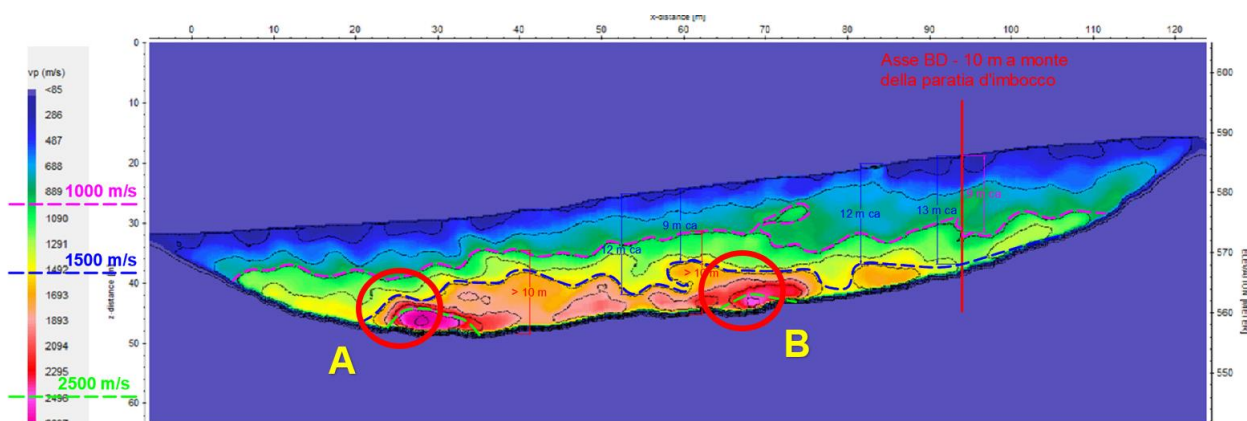 x-distance [m]
0 10 20 30 40 50 60 70 80 90 100 110 120
vp (m/s)
<85
286
487
688
889
1090
1291
1492
1693
1893
2094
2295
2496
1000 m/s
1500 m/s
2500 m/s
z-distance [m]
0
10
20
30
40
50
60
Asse BD - 10 m a monte
della paratia d'imbocco
12 m ca
9 m ca
> 10 m
> 10 m
12 m ca
13 m ca
A
B
600
590
580
570
560
550
ELEVATION [METER]